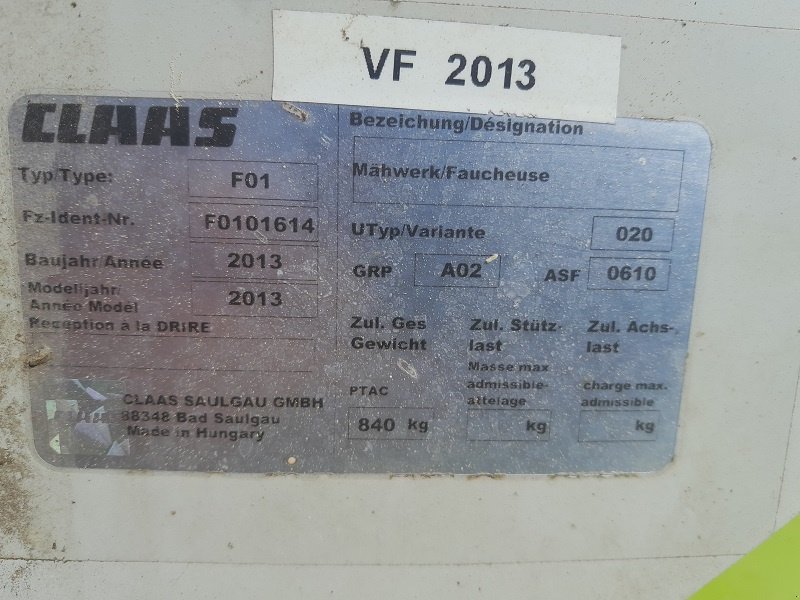 VF 2013
CLAAS
Typ/Type: F01
Fz-Ident-Nr. F0101614
Baujahr/Année 2013
Modelljahr/
Année Model 2013
Reception à la DRIRE
CLAAS SAULGAU GMBH
88348 Bad Saulgau
Made in Hungary
Bezeichung/Désignation
Mähwerk/Faucheuse
UTyp/Variante 020
GRP A02 ASF 0610
Zul. Ges
Gewicht
PTAC
840 kg
Zul. Stütz-
last
Masse max
admissible-
attelage
kg
Zul. Achs-
last
charge max.
admissible
kg